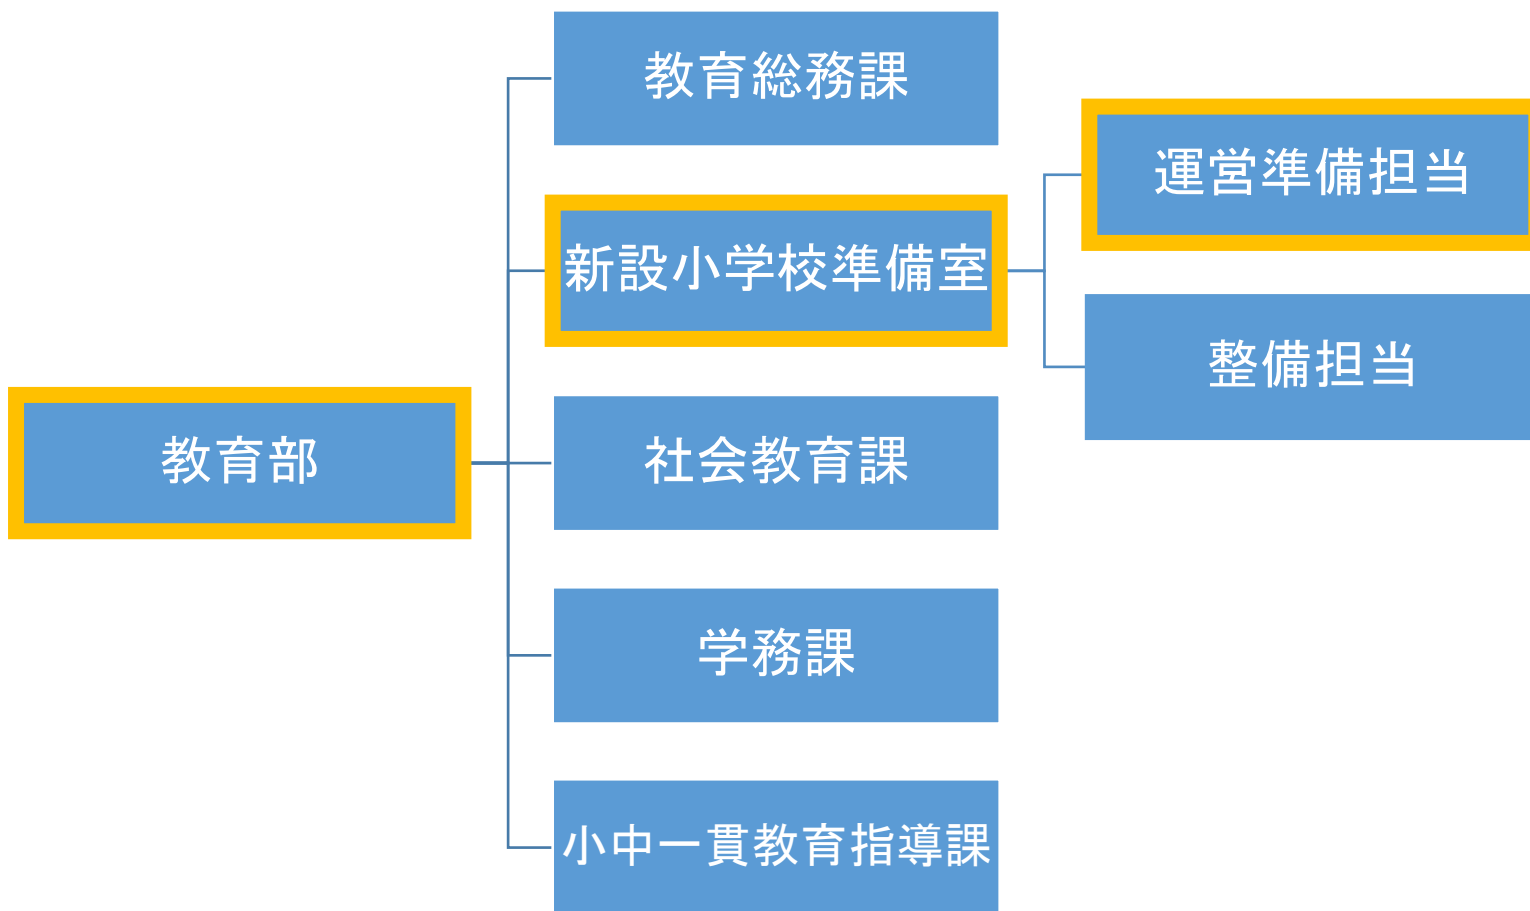 教育部
教育総務課
新設小学校準備室
運営準備担当
整備担当
社会教育課
学務課
小中一貫教育指導課